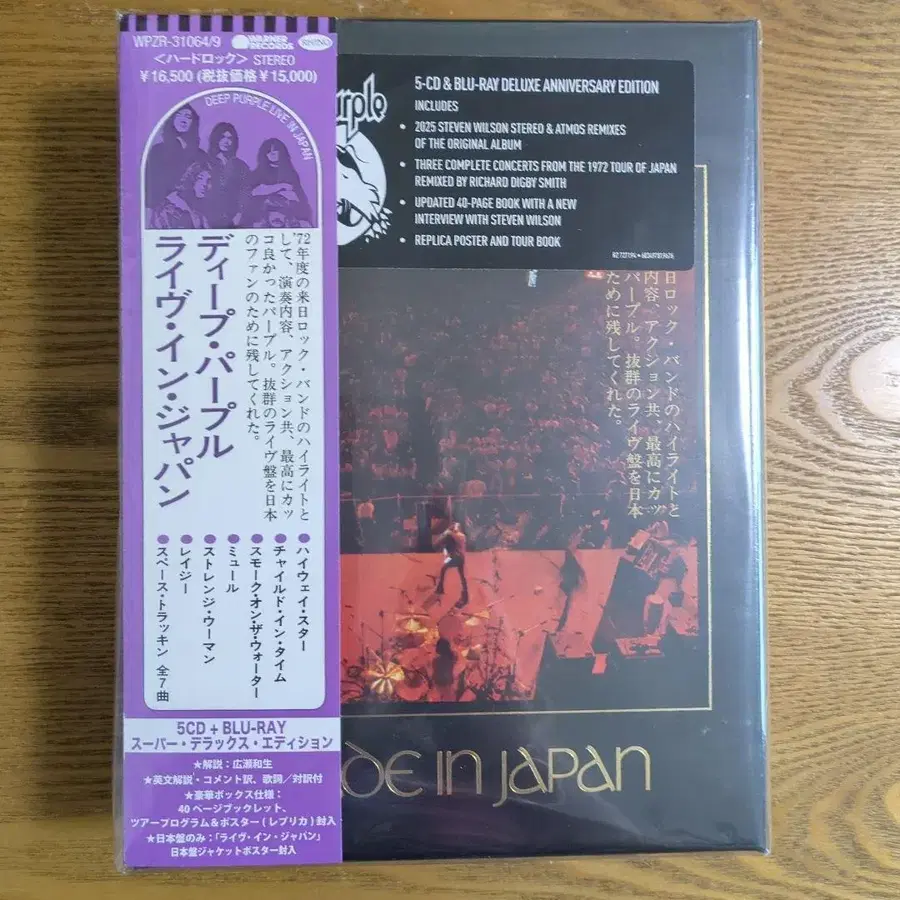 WPZR-31064/9 WARNER RECORDS RHINO
<ハードロック> STEREO
¥16,500 (税抜価格¥15,000)
DEEP PURPLE LIVE IN JAPAN
'72年度の来日ロック・バンドのハイライトと
して、演奏内容、アクション共、最高にカッ
コ良かったパープル。抜群のライヴ盤を日本
のファンのために残してくれた。
ディープ・パープル
ライヴ・イン・ジャパン
●ハイウェイ・スター
●チャイルド・イン・タイム
●スモーク・オン・ザ・ウォーター
●ミュール
●ストレンジ・ウーマン
●レイジー
●スペース・トラッキン 全7曲
5CD + BLU-RAY
スーパー・デラックス・エディション
★解説:広瀬和生
★英文解説・コメント訳、歌詞/対訳付
★豪華ボックス仕様:
40ページブックレット、
ツアープログラム&ポスター(レプリカ)封入
★日本盤のみ:「ライヴ・イン・ジャパン」
日本盤ジャケットポスター封入
urple
5-CD & BLU-RAY DELUXE ANNIVERSARY EDITION
INCLUDES
• 2025 STEVEN WILSON STEREO & ATMOS REMIXES
OF THE ORIGINAL ALBUM
• THREE COMPLETE CONCERTS FROM THE 1972 TOUR OF JAPAN
REMIXED BY RICHARD DIGBY SMITH
• UPDATED 40-PAGE BOOK WITH A NEW
INTERVIEW WITH STEVEN WILSON
• REPLICA POSTER AND TOUR BOOK
日ロック・バンドのハイライトと
内容、アクション共、最高にカッ
パープル。抜群のライヴ盤を日本
ために残してくれた。
DE IN JAPAN